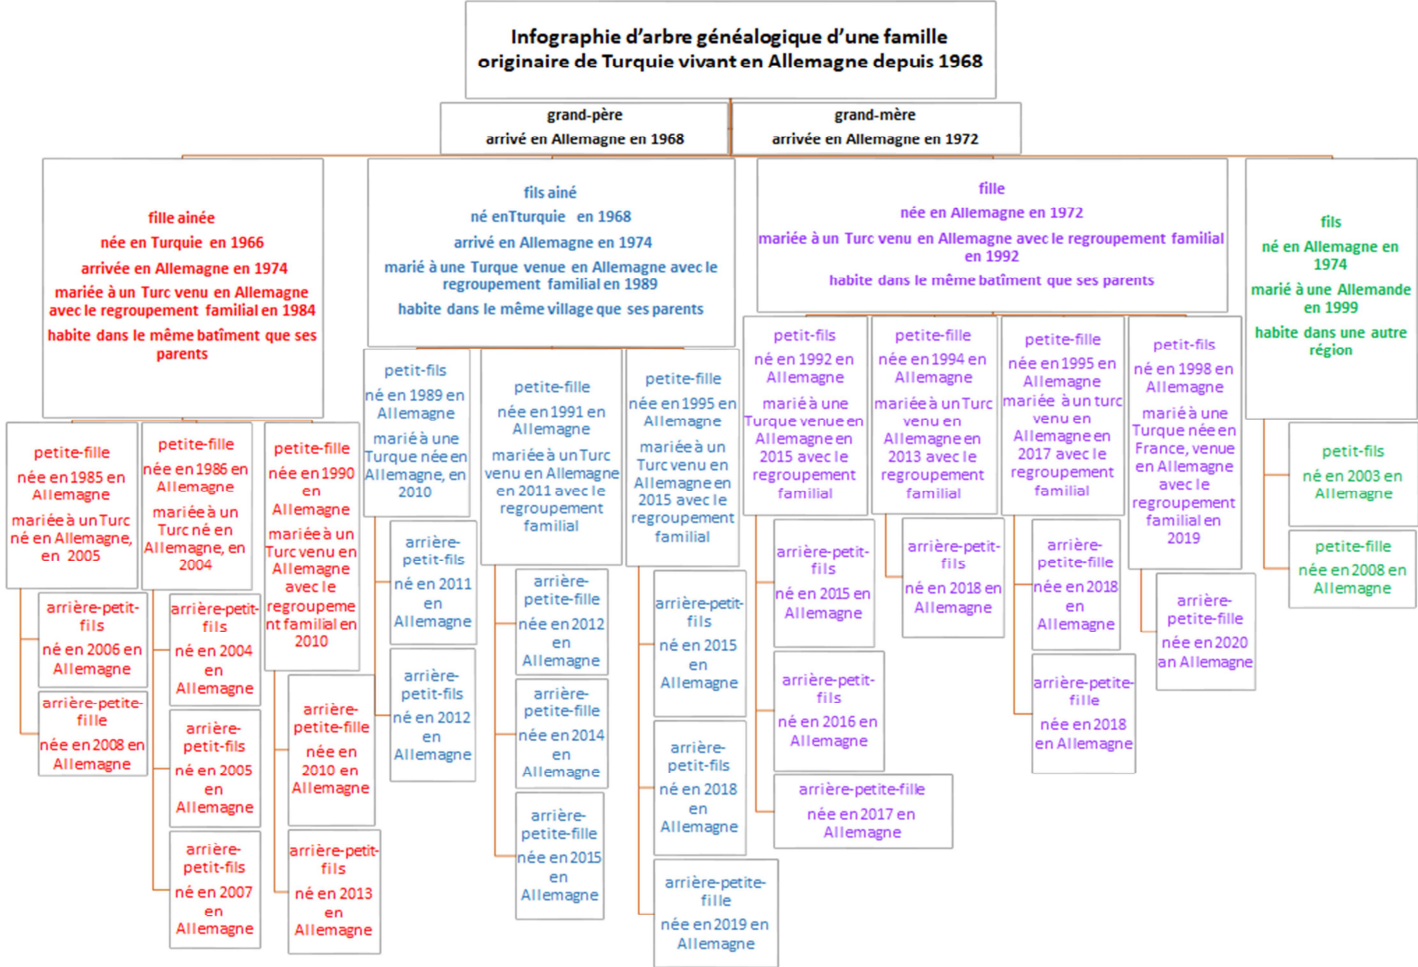 Infographie d'arbre généalogique d'une famille
originaire de Turquie vivant en Allemagne depuis 1968
grand-père
arrivé en Allemagne en 1968
grand-mère
arrivée en Allemagne en 1972
fille ainée
née en Turquie en 1966
arrivée en Allemagne en 1974
mariée à un Turc venu en Allemagne
avec le regroupement familial en 1984
habite dans le même batîment que ses
parents
petite-fille
née en 1985 en
Allemagne
mariée à un Turc
né en Allemagne,
en 2005
arrière-petit-
fils
né en 2006 en
Allemagne
arrière-petite-
fille
née en 2008 en
Allemagne
petite-fille
née en 1986 en
Allemagne
mariée à un
Turc né en
Allemagne, en
2004
arrière-petit-
fils
né en 2004
en
Allemagne
arrière-
petit-fils
né en 2005
en
Allemagne
arrière-
petit-fils
né en 2007
en
Allemagne
petite-fille
née en 1990
en
Allemagne
mariée à un
Turc venu en
Allemagne
avec le
regroupeme
nt familial en
2010
arrière-
petite-fille
née en
2010 en
Allemagne
arrière-petit-
fils
né en 2013
en
Allemagne
fils ainé
né enTturquie en 1968
arrivé en Allemagne en 1974
marié à une Turque venue en Allemagne avec le
regroupement familial en 1989
habite dans le même village que ses parents
petit-fils
né en 1989 en
Allemagne
marié à une
Turque née en
Allemagne, en
2010
arrière-
petit-fils
né en 2011
en
Allemagne
arrière-
petit-fils
né en 2012
en
Allemagne
petite-fille
née en 1991 en
Allemagne
mariée à un Turc
venu en Allemagne
en 2011 avec le
regroupement
familial
arrière-
petite-fille
née en 2012
en
Allemagne
arrière-
petite-fille
née en 2014
en
Allemagne
arrière-
petite-fille
née en 2015
en
Allemagne
petite-fille
née en 1995 en
Allemagne
mariée à un
Turc venu en
Allemagne en
2015 avec le
regroupement
familial
arrière-petit-
fils
né en 2015
en
Allemagne
arrière-
petit-fils
né en 2018
en
Allemagne
arrière-petite-
fille
née en 2019 en
Allemagne
fille
née en Allemagne en 1972
mariée à un Turc venu en Allemagne avec le regroupement familial
en 1992
habite dans le même batîment que ses parents
petit-fils
né en 1992 en
Allemagne
marié à une
Turque venue en
Allemagne en
2015 avec le
regroupement
familial
arrière-petit-
fils
né en 2015 en
Allemagne
arrière-petit-
fils
né en 2016 en
Allemagne
arrière-petite-fille
née en 2017 en
Allemagne
petite-fille
née en 1994 en
Allemagne
mariée à un Turc
venu en
Allemagne en
2013 avec le
regroupement
familial
arrière-petit-
fils
né en 2018 en
Allemagne
petite-fille
née en 1995 en
Allemagne
mariée à un turc
venu en
Allemagne en
2017 avec le
regroupement
familial
arrière-
petite-fille
née en 2018
en
Allemagne
arrière-petite-
fille
née en 2018
en Allemagne
petit-fils
né en 1998 en
Allemagne
marié à une
Turque née en
France, venue
en Allemagne
avec le
regroupement
familial en
2019
arrière-
petite-fille
née en 2020
an Allemagne
fils
né en Allemagne en
1974
marié à une Allemande
en 1999
habite dans une autre
région
petit-fils
né en 2003 en
Allemagne
petite-fille
née en 2008 en
Allemagne